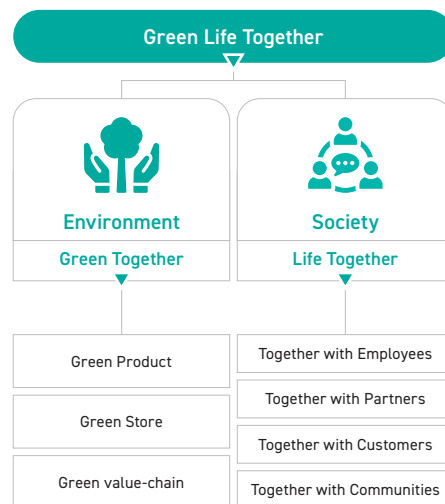 Green Life Together
Environment
Green Together
Green Product
Green Store
Green value-chain
Society
Life Together
Together with Employees
Together with Partners
Together with Customers
Together with Communities